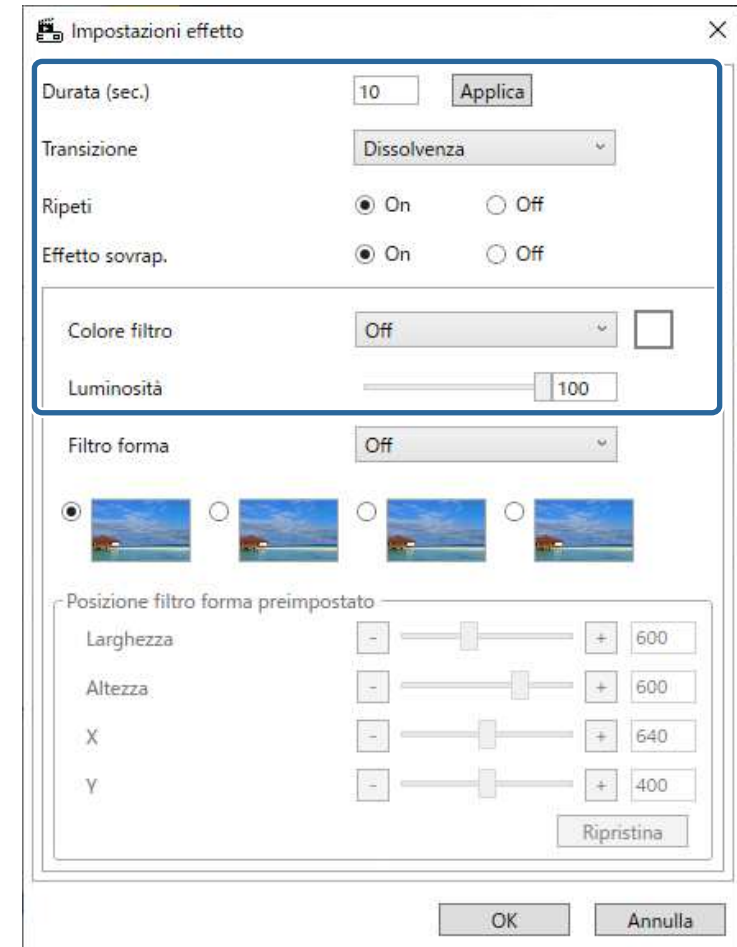 Impostazioni effetto
Durata (sec.) 10 Applica
Transizione Dissolvenza
Ripeti On Off
Effetto sovrap. On Off
Colore filtro Off
Luminosità 100
Filtro forma Off
Posizione filtro forma preimpostato
Larghezza - + 600
Altezza - + 600
X - + 640
Y - + 400
Ripristina
OK Annulla